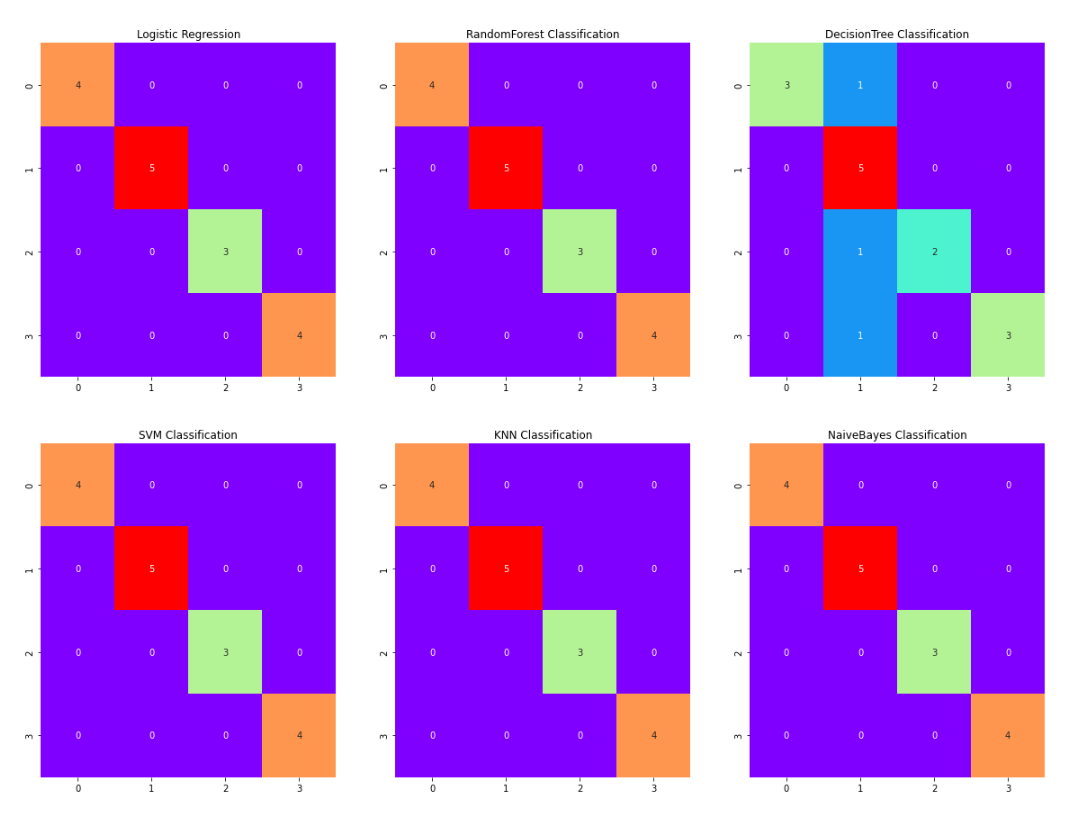 Logistic Regression
0 4 0 0 0
1 0 5 0 0
2 0 0 3 0
3 0 0 0 4
0 1 2 3
RandomForest Classification
0 4 0 0 0
1 0 5 0 0
2 0 0 3 0
3 0 0 0 4
0 1 2 3
DecisionTree Classification
0 3 1 0 0
1 0 5 0 0
2 0 1 2 0
3 0 1 0 3
0 1 2 3
SVM Classification
0 4 0 0 0
1 0 5 0 0
2 0 0 3 0
3 0 0 0 4
0 1 2 3
KNN Classification
0 4 0 0 0
1 0 5 0 0
2 0 0 3 0
3 0 0 0 4
0 1 2 3
NaiveBayes Classification
0 4 0 0 0
1 0 5 0 0
2 0 0 3 0
3 0 0 0 4
0 1 2 3